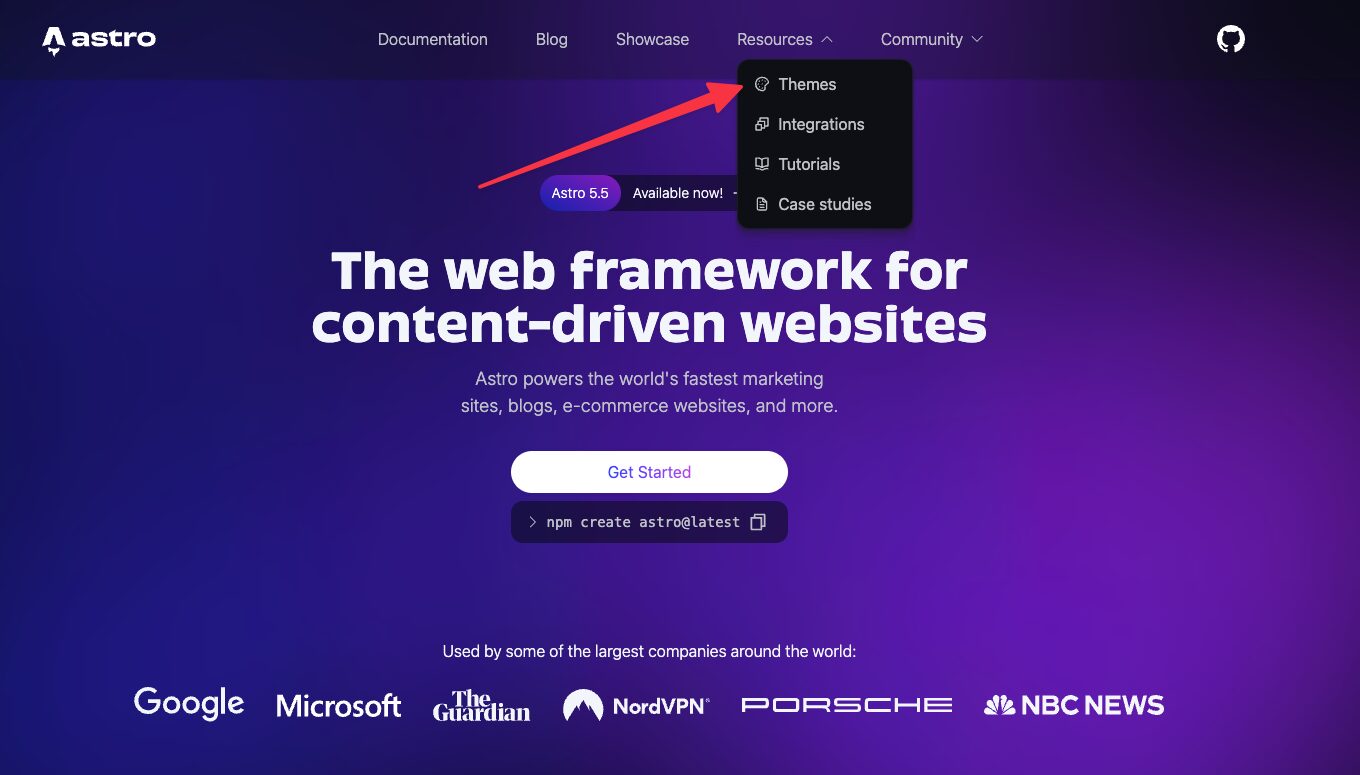 astro
Documentation
Blog
Showcase
Resources
Community
Themes
Integrations
Tutorials
Case studies
Astro 5.5 Available now!
The web framework for
content-driven websites
Astro powers the world's fastest marketing
sites, blogs, e-commerce websites, and more.
Get Started
> npm create astro@latest
Used by some of the largest companies around the world:
Google
Microsoft
The
Guardian
NordVPN®
PORSCHE
NBC NEWS